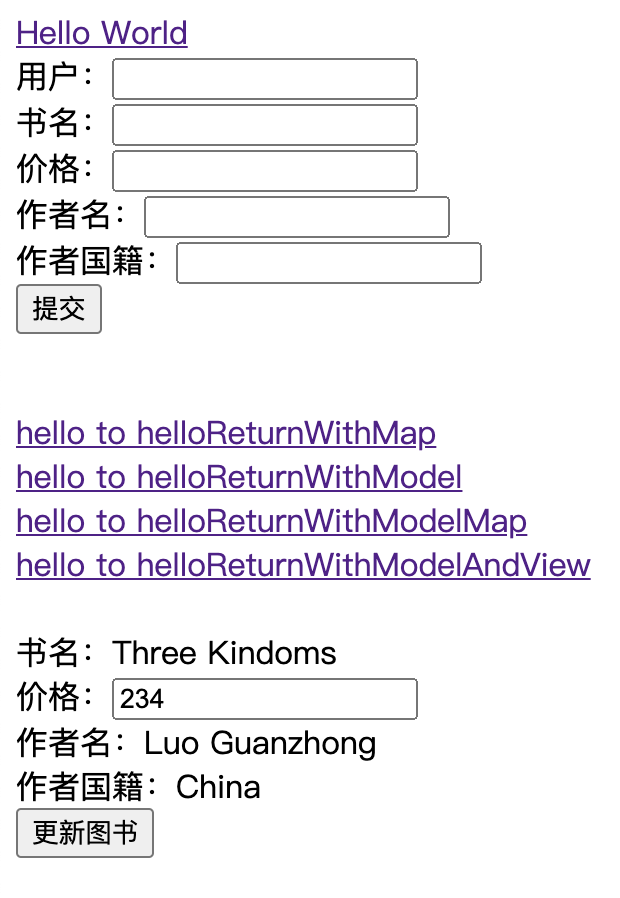 Hello World
用户：
书名：
价格：
作者名：
作者国籍：
提交
hello to helloReturnWithMap
hello to helloReturnWithModel
hello to helloReturnWithModelMap
hello to helloReturnWithModelAndView
书名：Three Kindoms
价格：234
作者名：Luo Guanzhong
作者国籍：China
更新图书